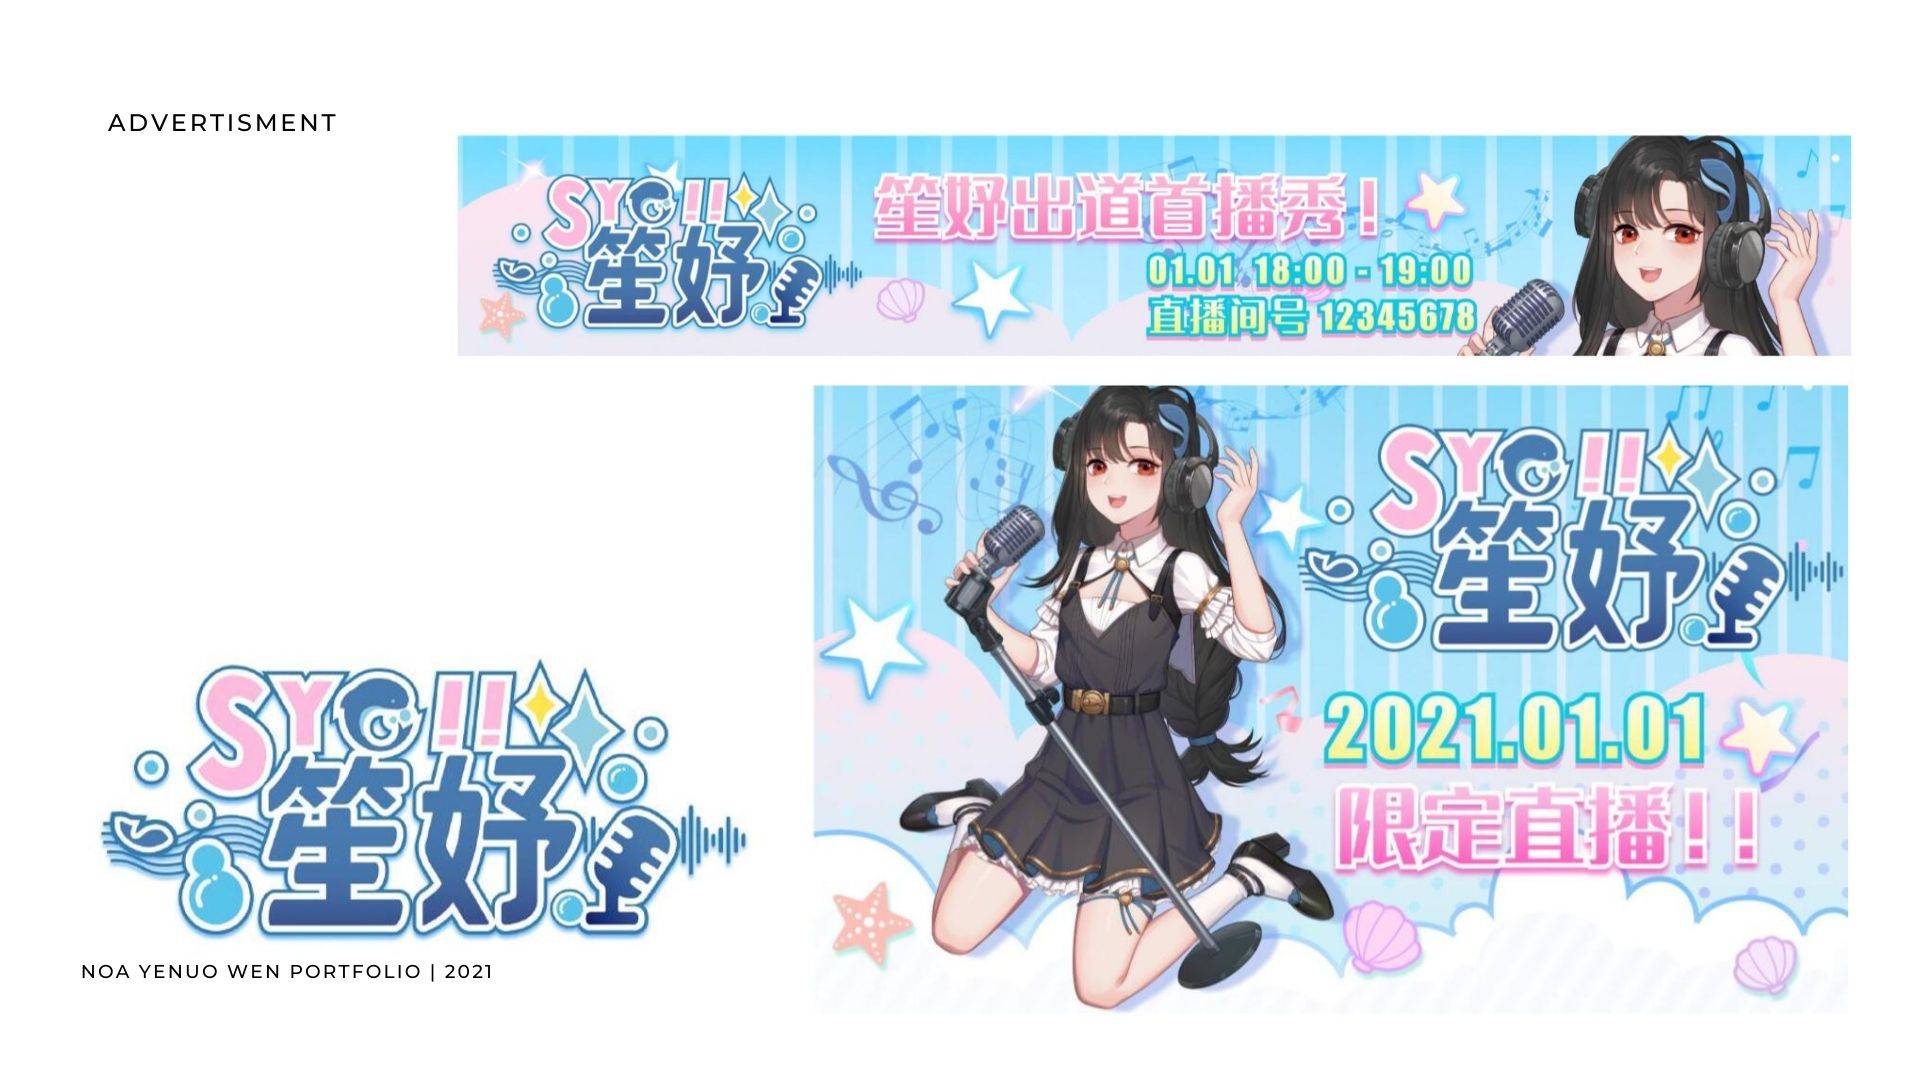 ADVERTISMENT
SYO!!
笙妤
笙妤出道首播秀！
01.01 18:00 - 19:00
直播间号 12345678
SYO!!
笙妤
2021.01.01
限定直播！！
SYO!!
笙妤
NOA YENUO WEN PORTFOLIO | 2021